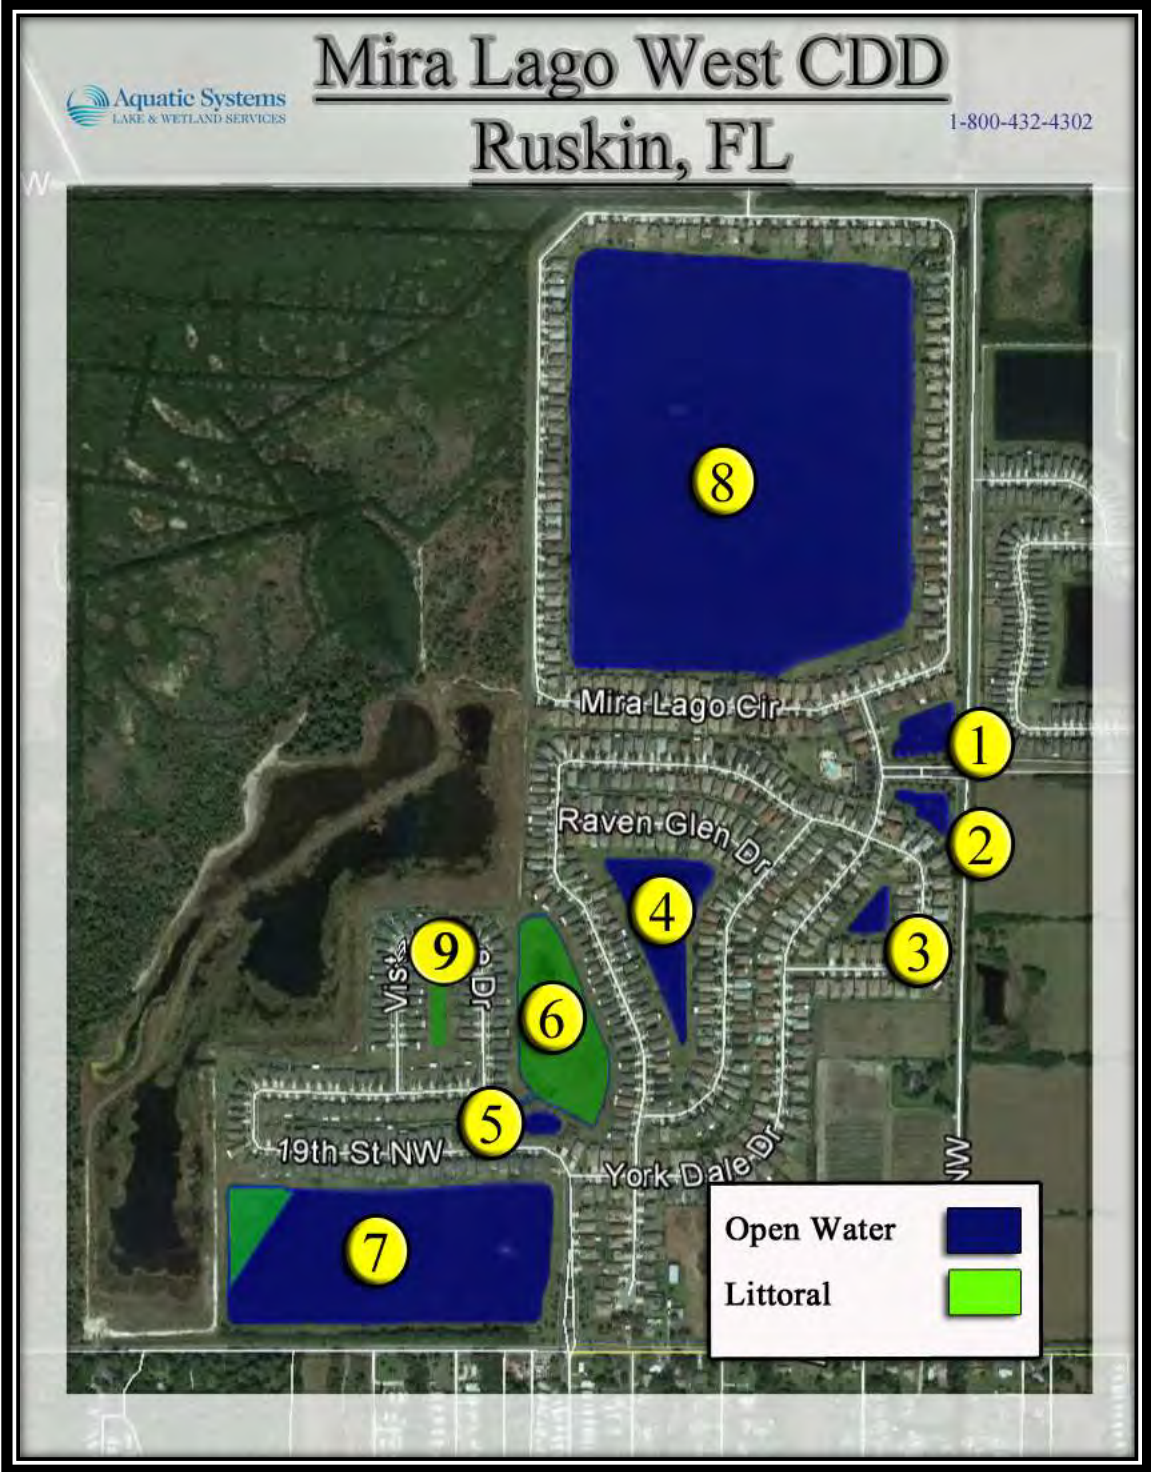 Mira Lago West CDD
Aquatic Systems
LAKE & WETLAND SERVICES
1-800-432-4302
Ruskin, FL
W
8
Mira Lago Cir
1
Raven Glen Dr
2
4
3
9
Dr
6
5
19th St NW
York Dale Dr
NW
7
Open Water
Littoral